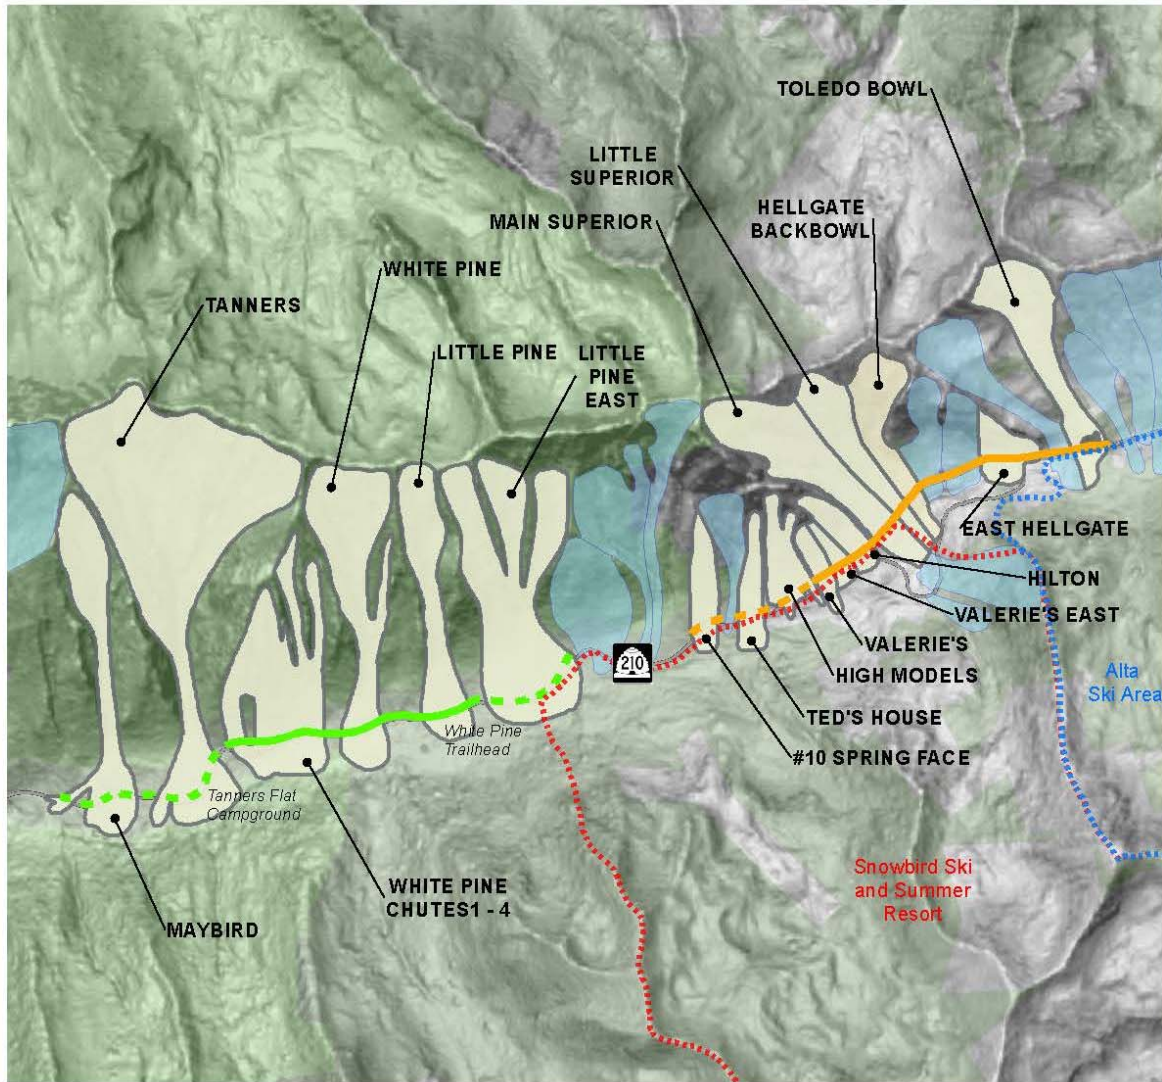 TOLEDO BOWL
LITTLE
SUPERIOR
MAIN SUPERIOR
HELLGATE
BACKBOWL
WHITE PINE
TANNERS
LITTLE PINE
LITTLE
PINE
EAST
EAST HELLGATE
HILTON
VALERIE'S EAST
VALERIE'S
HIGH MODELS
TED'S HOUSE
#10 SPRING FACE
210
Alta
Ski Area
White Pine
Trailhead
Tanners Flat
Campground
Snowbird Ski
and Summer
Resort
WHITE PINE
CHUTES1 - 4
MAYBIRD